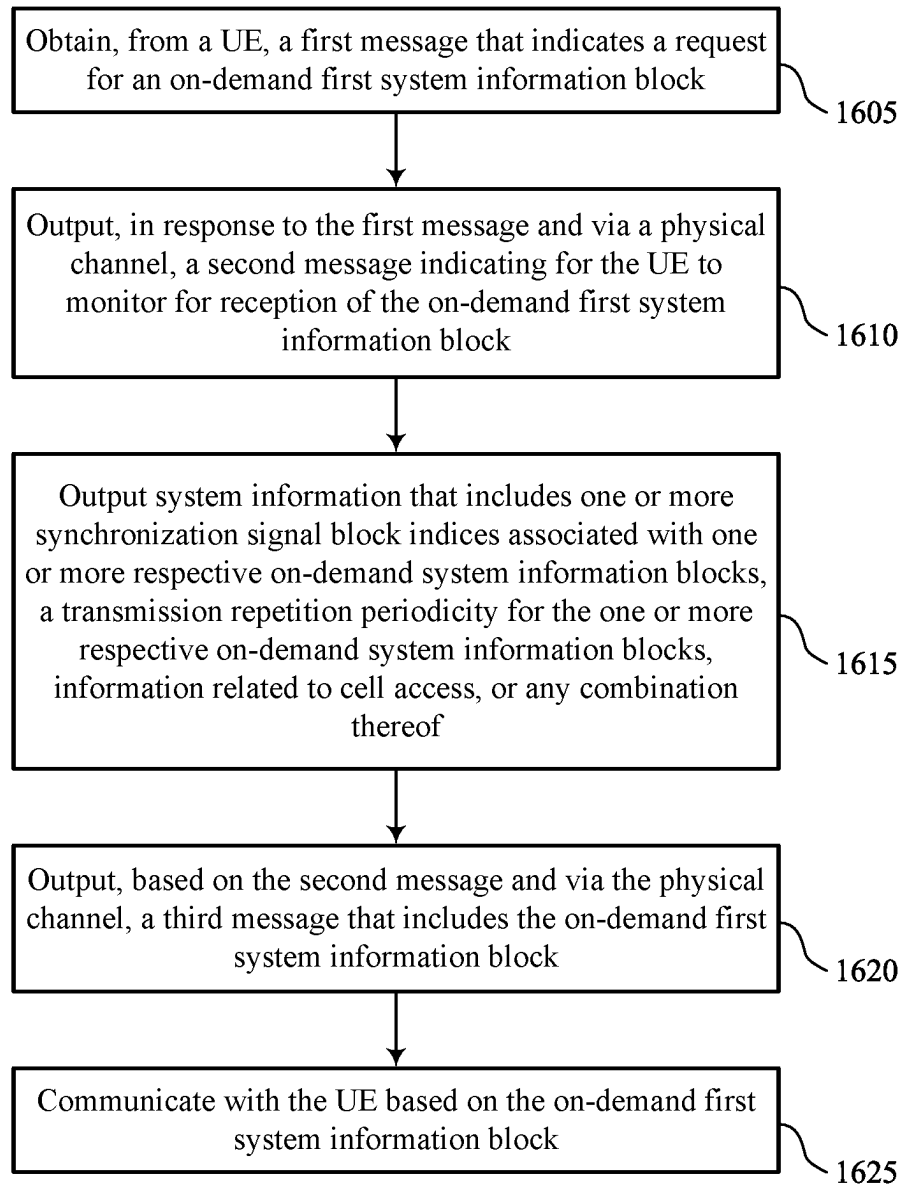 Obtain, from a UE, a first message that indicates a request
for an on-demand first system information block
1605
Output, in response to the first message and via a physical
channel, a second message indicating for the UE to
monitor for reception of the on-demand first system
information block
1610
Output system information that includes one or more
synchronization signal block indices associated with one
or more respective on-demand system information blocks,
a transmission repetition periodicity for the one or more
respective on-demand system information blocks,
information related to cell access, or any combination
thereof
1615
Output, based on the second message and via the physical
channel, a third message that includes the on-demand first
system information block
1620
Communicate with the UE based on the on-demand first
system information block
1625